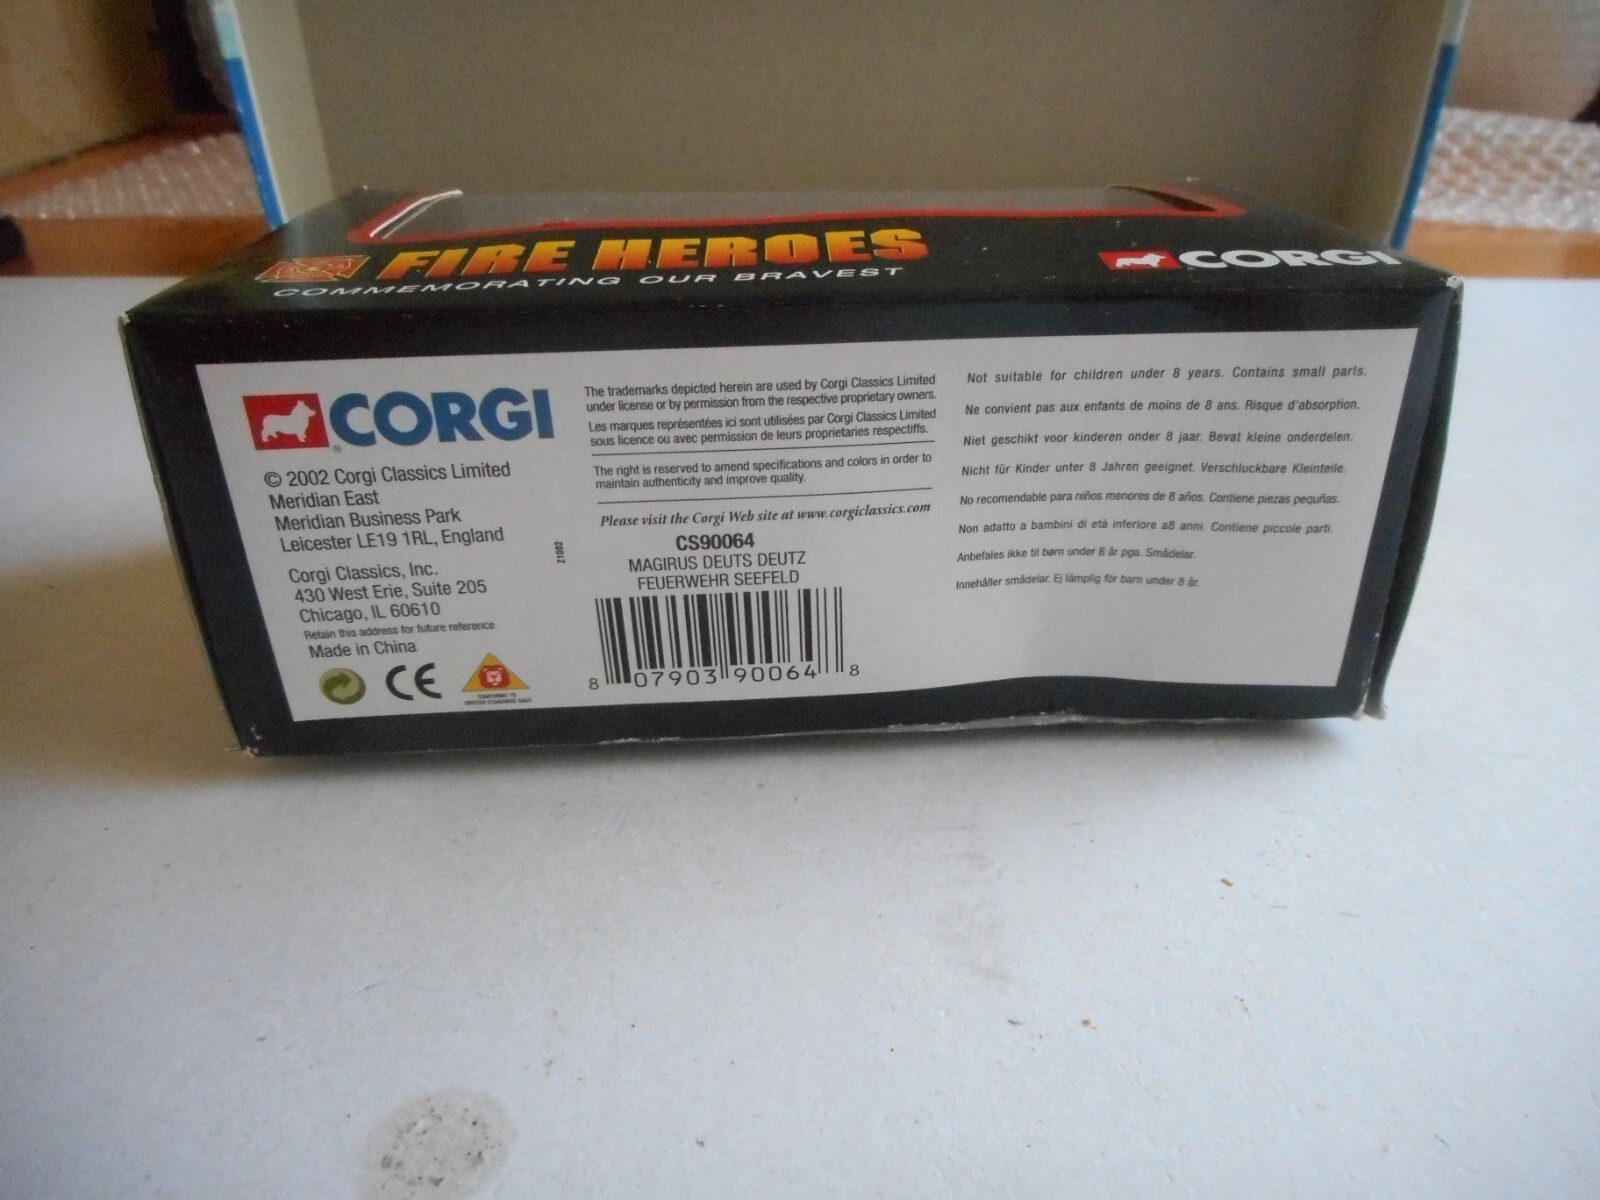 FIRE HEROES
COMMEMORATING OUR BRAVEST
CORGI
CORGI
© 2002 Corgi Classics Limited
Meridian East
Meridian Business Park
Leicester LE19 1RL, England
Corgi Classics, Inc.
430 West Erie, Suite 205
Chicago, IL 60610
Retain this address for future reference
Made in China
CE
CONFORMS TO
The trademarks depicted herein are used by Corgi Classics Limited
under license or by permission from the respective proprietary owners.
Les marques représentées ici sont utilisées par Corgi Classics Limited
sous licence ou avec permission de leurs proprietaries respectiffs.
The right is reserved to amend specifications and colors in order to
maintain authenticity and improve quality.
Please visit the Corgi Web site at www.corgiclassics.com
21002
CS90064
MAGIRUS DEUTS DEUTZ
FEUERWEHR SEEFELD
8 07903 90064 8
Not suitable for children under 8 years. Contains small parts.
Ne convient pas aux enfants de moins de 8 ans. Risque d'absorption.
Niet geschikt voor kinderen onder 8 jaar. Bevat kleine onderdelen.
Nicht für Kinder unter 8 Jahren geeignet. Verschluckbare Kleinteile.
No recomendable para niños menores de 8 años. Contiene piezas pequñas.
Non adatto a bambini di età inferiore a8 anni. Contiene piccole parti.
Anbefales ikke til børn under 8 år pga. Smådelar.
Innehåller smådelar. Ej lämplig för barn under 8 år.